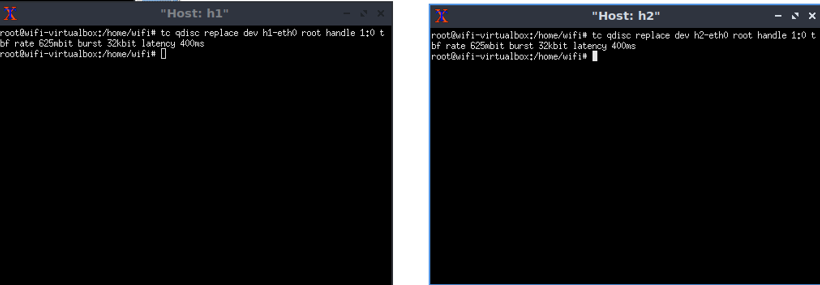 "Host: h1"
root@wifi-virtualbox:/home/wifi# tc qdisc replace dev h1-eth0 root handle 1:0 t
bf rate 625mbit burst 32kbit latency 400ms
root@wifi-virtualbox:/home/wifi#
"Host: h2"
root@wifi-virtualbox:/home/wifi# tc qdisc replace dev h2-eth0 root handle 1:0 t
bf rate 625mbit burst 32kbit latency 400ms
root@wifi-virtualbox:/home/wifi#